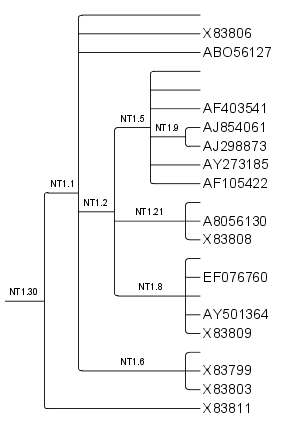 X83806
ABO56127
AF403541
NT1.5
AJ854061
NT1.9
AJ298873
AY273185
AF105422
NT1.1
NT1.2
NT1.21
A8056130
X83808
EF076760
NT1.30
NT1.8
AY501364
X83809
NT1.6
X83799
X83803
X83811